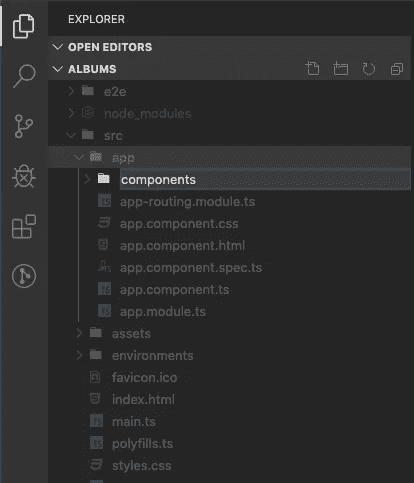 EXPLORER
OPEN EDITORS
ALBUMS
e2e
node_modules
src
app
components
app-routing.module.ts
app.component.css
app.component.html
app.component.spec.ts
app.component.ts
app.module.ts
assets
environments
favicon.ico
index.html
main.ts
polyfills.ts
styles.css